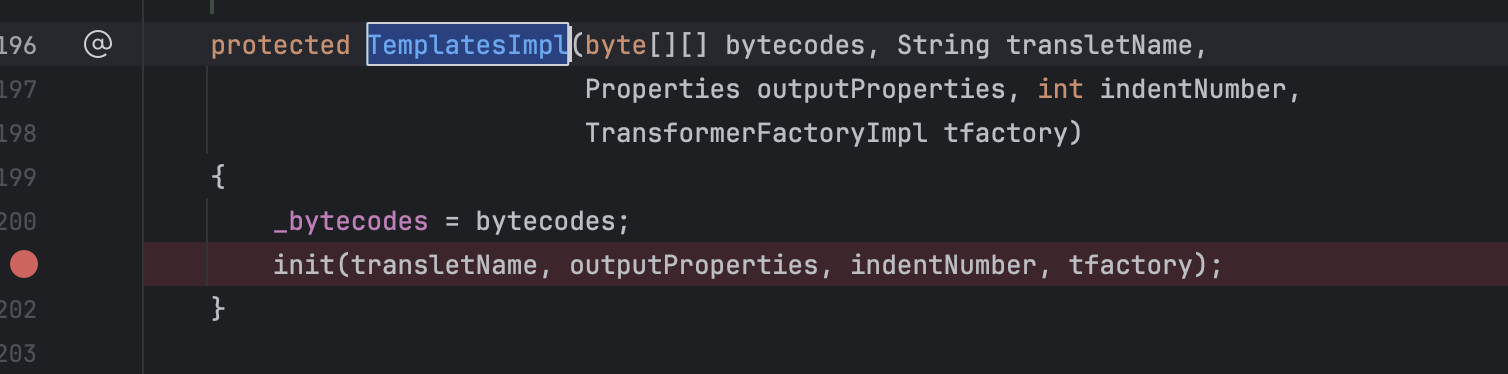 196 @ protected TemplatesImpl(byte[][] bytecodes, String transletName,
197 Properties outputProperties, int indentNumber,
198 TransformerFactoryImpl tfactory)
199 {
200 _bytecodes = bytecodes;
init(transletName, outputProperties, indentNumber, tfactory);
202 }
203